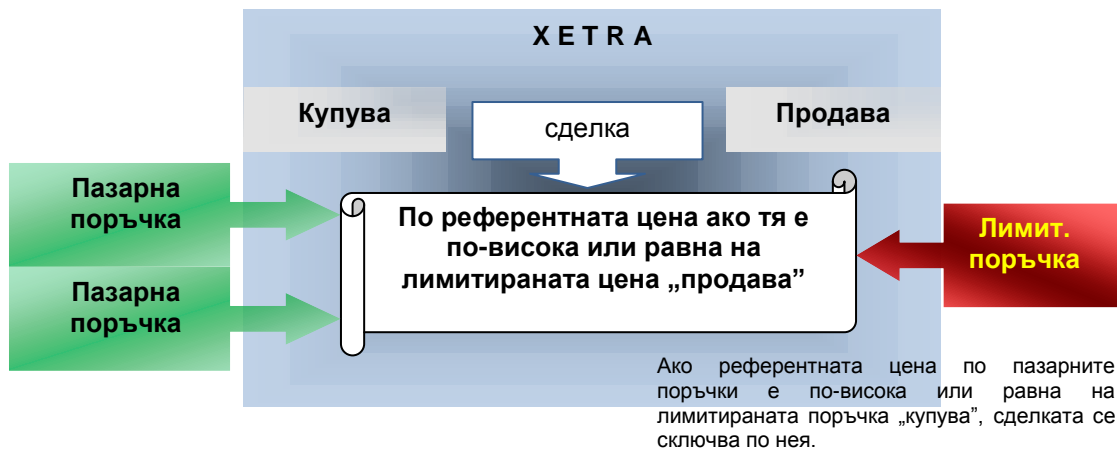 X E T R A
Купува
сделка
Продава
Пазарна
поръчка
Пазарна
поръчка
По референтната цена ако тя е
по-висока или равна на
лимитираната цена „продава”
Лимит.
поръчка
Ако референтната цена по пазарните
поръчки е по-висока или равна на
лимитираната поръчка „купува”, сделката се
сключва по нея.